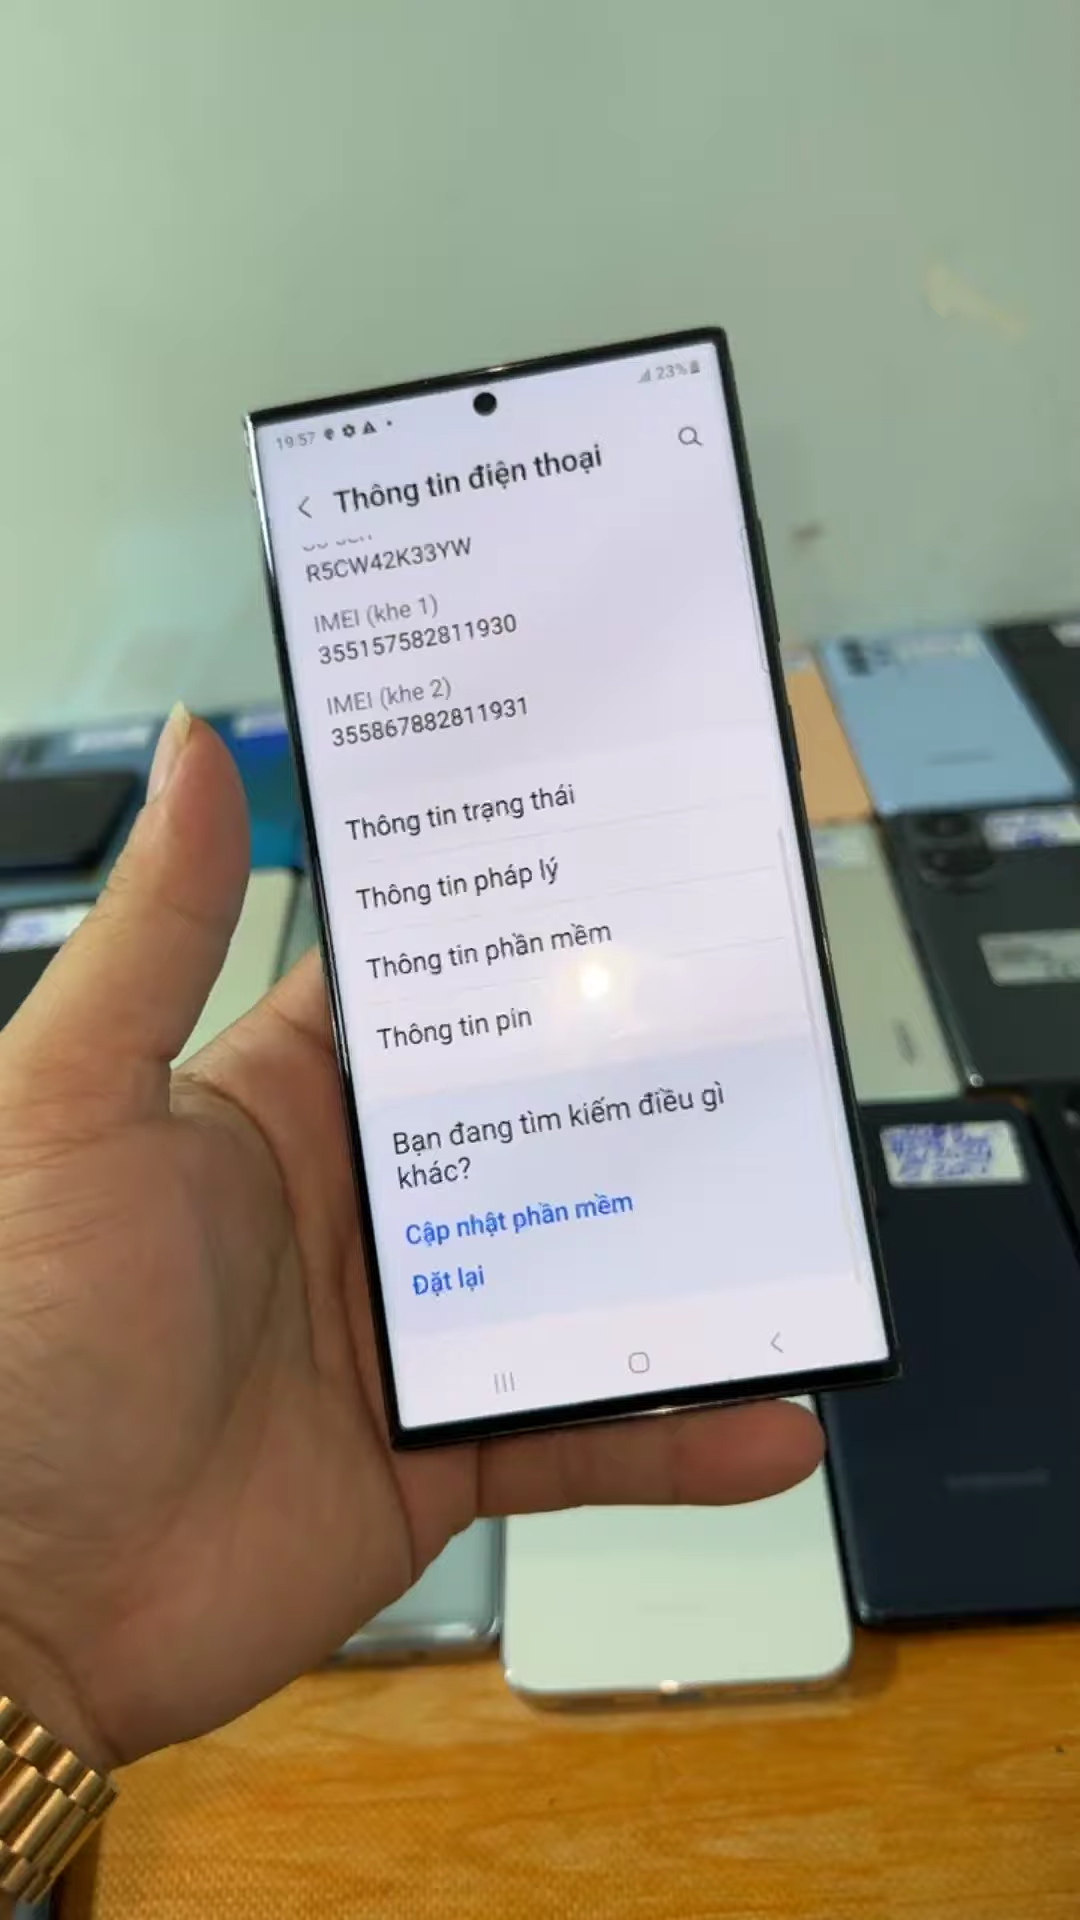 19:57
23%
Thông tin điện thoại
R5CW42K33YW
IMEI (khe 1)
355157582811930
IMEI (khe 2)
355867882811931
Thông tin trạng thái
Thông tin pháp lý
Thông tin phần mềm
Thông tin pin
Bạn đang tìm kiếm điều gì
khác?
Cập nhật phần mềm
Đặt lại